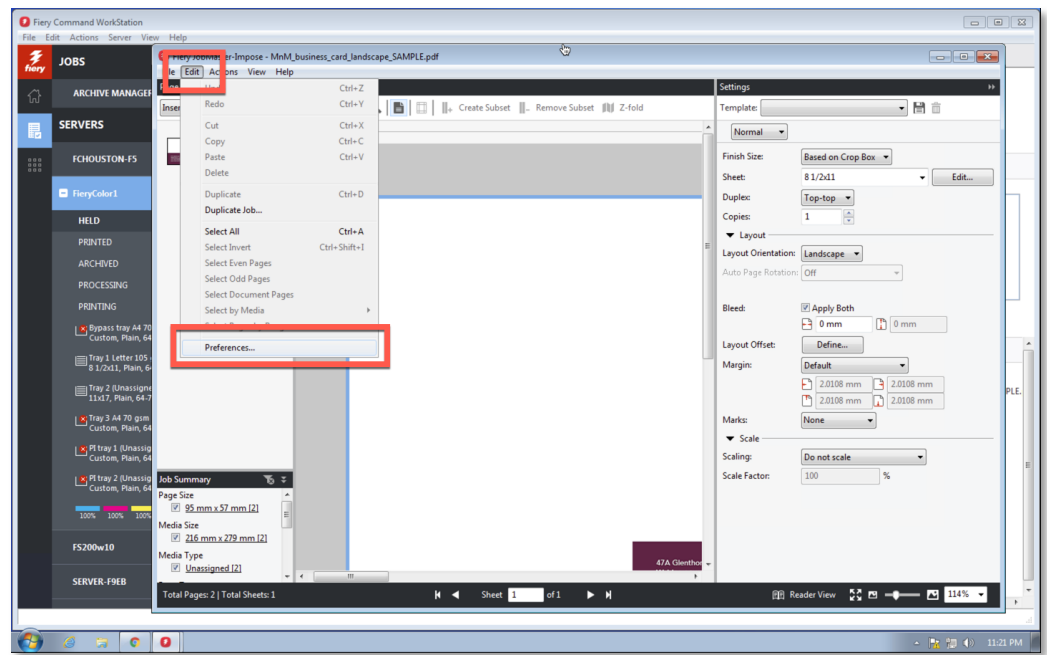 Fiery Command WorkStation
File Edit Actions Server View Help
fiery
JOBS
ARCHIVE MANAGER
SERVERS
FCHOUSTON-F5
FieryColor1
HELD
PRINTED
ARCHIVED
PROCESSING
PRINTING
Bypass tray A4 70
Custom, Plain, 64
Tray 1 Letter 105
8 1/2x11, Plain, 6
Tray 2 (Unassigne
11x17, Plain, 64-7
Tray 3 A4 70 gsm
Custom, Plain, 64
PI tray 1 (Unassig
Custom, Plain, 64
PI tray 2 (Unassig
Custom, Plain, 64
100% 100% 100%
FS200w10
SERVER-F9EB
Fiery JobMaster-Impose - MnM_business_card_landscape_SAMPLE.pdf
Edit Actions View Help
Ctrl+Z
Redo Ctrl+Y
Cut Ctrl+X
Copy Ctrl+C
Paste Ctrl+V
Delete
Duplicate Ctrl+D
Duplicate Job...
Select All Ctrl+A
Select Invert Ctrl+Shift+I
Select Even Pages
Select Odd Pages
Select Document Pages
Select by Media
Preferences...
Inser
Create Subset Remove Subset Z-fold
47A Glenthor
Job Summary
Page Size
95 mm x 57 mm [2]
Media Size
216 mm x 279 mm [2]
Media Type
Unassigned [2]
Settings
Template:
Normal
Finish Size: Based on Crop Box
Sheet: 8 1/2x11 Edit...
Duplex: Top-top
Copies: 1
Layout
Layout Orientation: Landscape
Auto Page Rotation: Off
Bleed: Apply Both
0 mm 0 mm
Layout Offset: Define...
Margin: Default
2.0108 mm 2.0108 mm
2.0108 mm 2.0108 mm
Marks: None
Scale
Scaling: Do not scale
Scale Factor: 100 %
PLE.
Total Pages: 2 | Total Sheets: 1 Sheet 1 of 1 Reader View 114%
11:21 PM